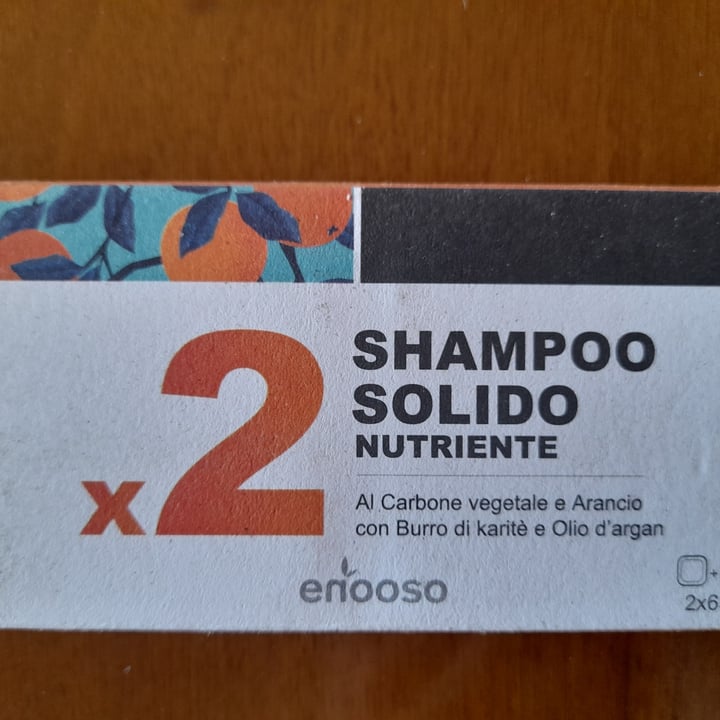 x2
SHAMPOO
SOLIDO
NUTRIENTE
Al Carbone vegetale e Arancio
con Burro di karitè e Olio d'argan
enooso
+
2x6